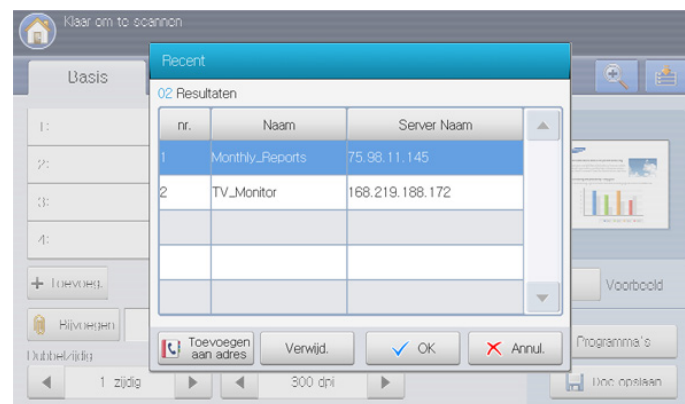 Klaar om te scannen
Basis
Recent
02 Resultaten
nr. Naam Server Naam
1 Monthly_Reports 75.98.11.145
2 TV_Monitor 168.219.188.172
1:
2:
3:
4:
+ Toevoeg.
Voorbeeld
Bijvoegen
Toevoegen
aan adres
Verwijd.
OK
Annul.
Programma's
Dubbelzijdig
1 zijdig
300 dpi
Doc opslaan